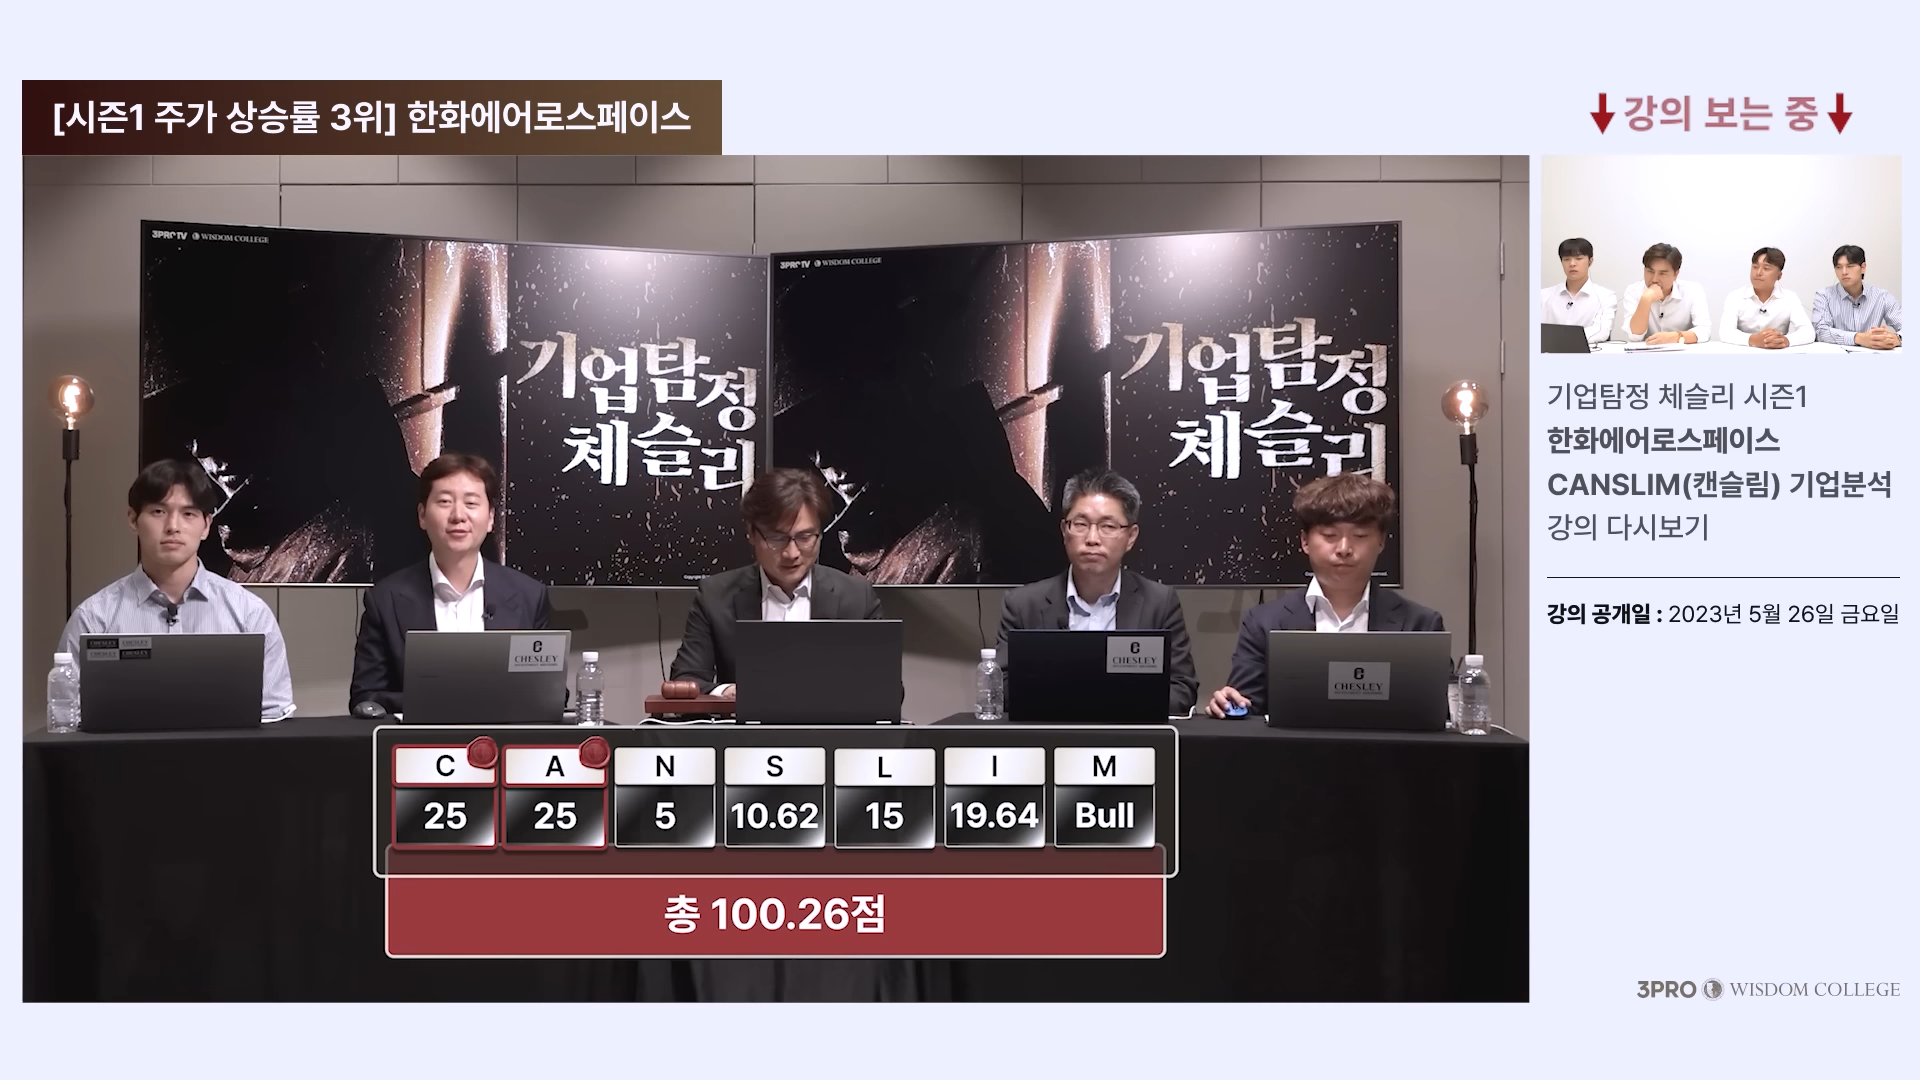 [시즌1 주가 상승률 3위] 한화에어로스페이스
강의 보는 중
3PROTV WISDOM COLLEGE
기업탐정
체슬리
3PROTV WISDOM COLLEGE
기업탐정
체슬리
기업탐정 체슬리 시즌1
한화에어로스페이스
CANSLIM(캔슬림) 기업분석
강의 다시보기
강의 공개일 : 2023년 5월 26일 금요일
CHESLEY
CHESLEY
CHESLEY
C A N S L I M
25 25 5 10.62 15 19.64 Bull
총 100.26점
3PRO WISDOM COLLEGE